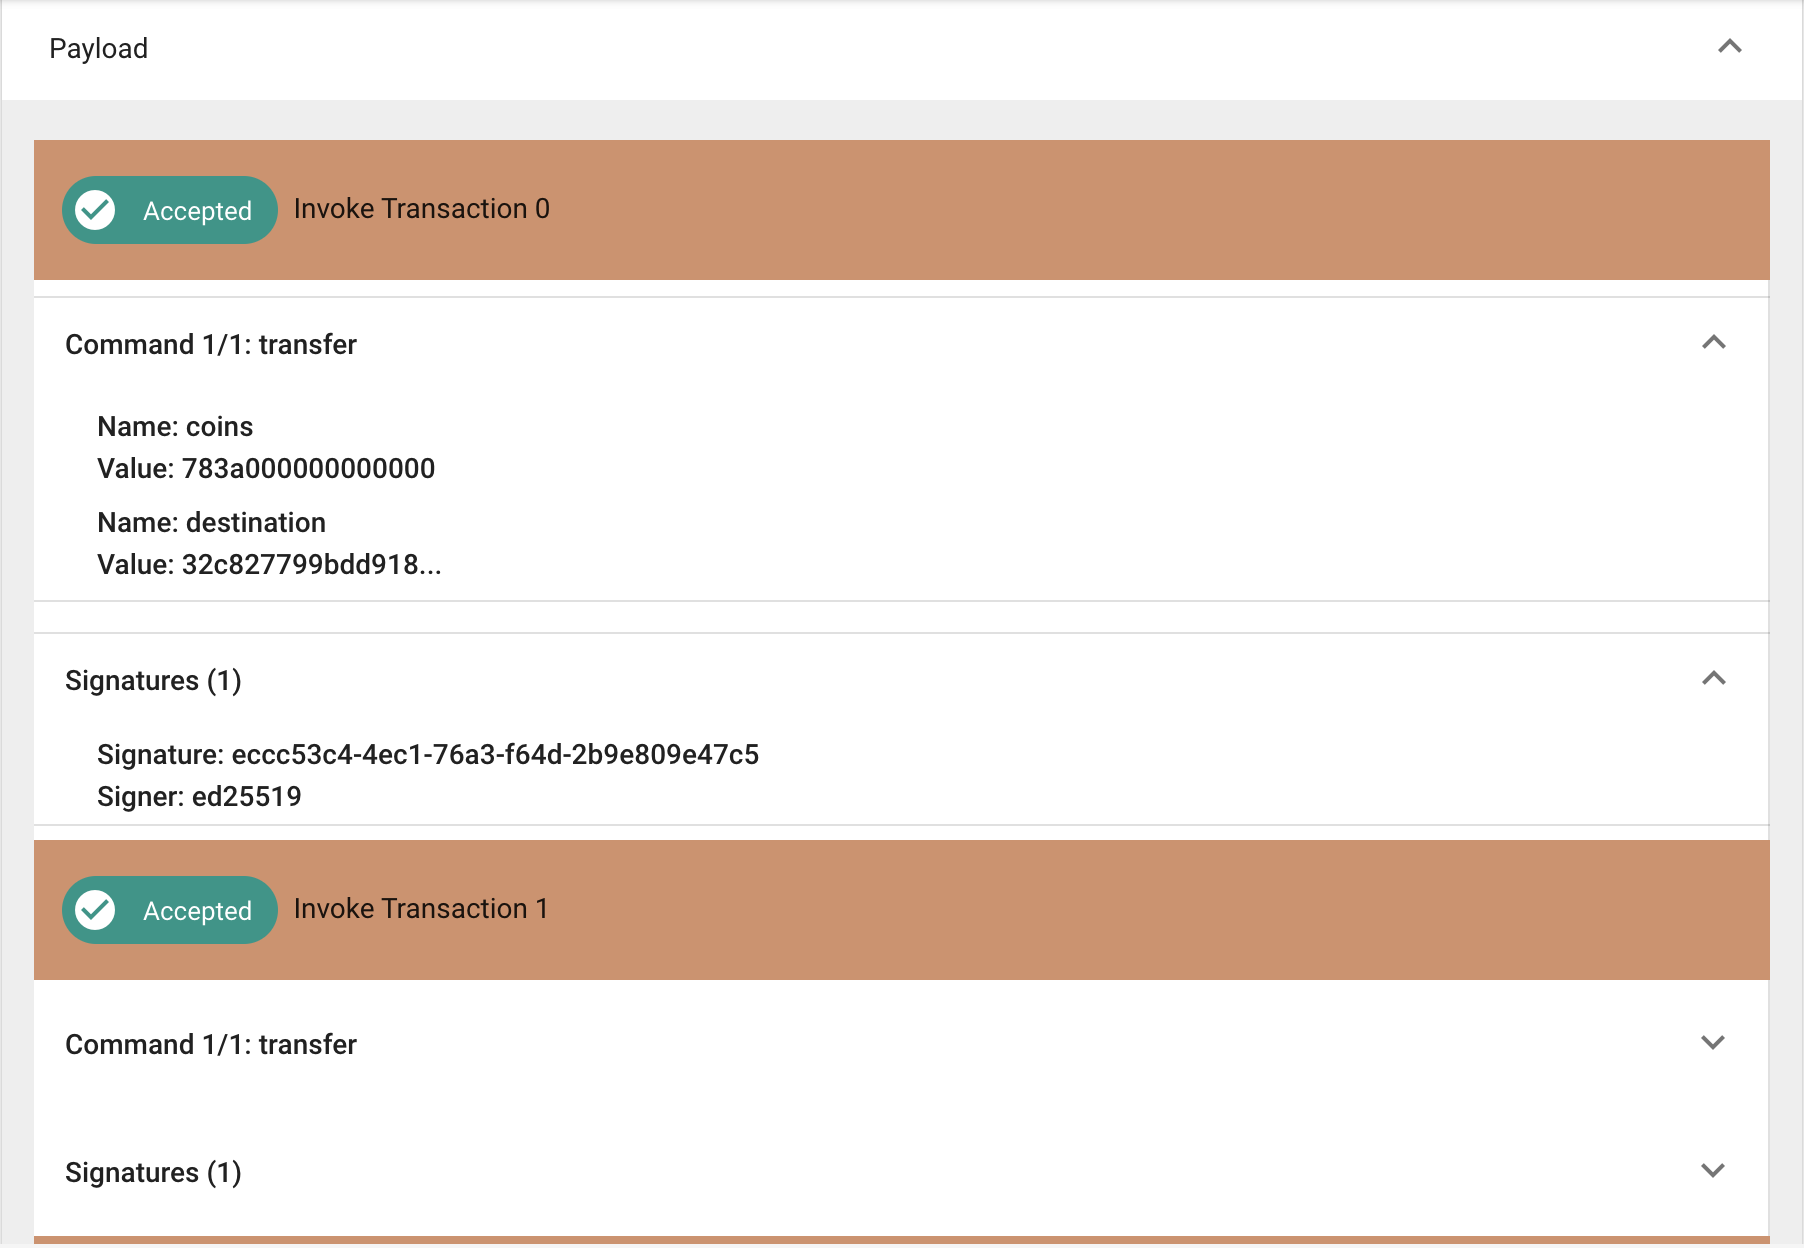 Payload
Accepted Invoke Transaction 0
Command 1/1: transfer
Name: coins
Value: 783a000000000000
Name: destination
Value: 32c827799bdd918...
Signatures (1)
Signature: eccc53c4-4ec1-76a3-f64d-2b9e809e47c5
Signer: ed25519
Accepted Invoke Transaction 1
Command 1/1: transfer
Signatures (1)